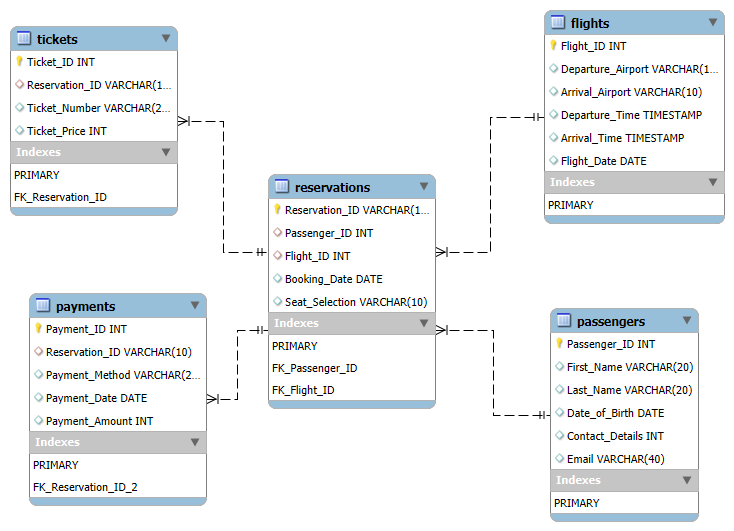 tickets
Ticket_ID INT
Reservation_ID VARCHAR(1...
Ticket_Number VARCHAR(2...
Ticket_Price INT
Indexes
PRIMARY
FK_Reservation_ID
flights
Flight_ID INT
Departure_Airport VARCHAR(1...
Arrival_Airport VARCHAR(10)
Departure_Time TIMESTAMP
Arrival_Time TIMESTAMP
Flight_Date DATE
Indexes
PRIMARY
reservations
Reservation_ID VARCHAR(1...
Passenger_ID INT
Flight_ID INT
Booking_Date DATE
Seat_Selection VARCHAR(10)
Indexes
PRIMARY
FK_Passenger_ID
FK_Flight_ID
payments
Payment_ID INT
Reservation_ID VARCHAR(10)
Payment_Method VARCHAR(2...
Payment_Date DATE
Payment_Amount INT
Indexes
PRIMARY
FK_Reservation_ID_2
passengers
Passenger_ID INT
First_Name VARCHAR(20)
Last_Name VARCHAR(20)
Date_of_Birth DATE
Contact_Details INT
Email VARCHAR(40)
Indexes
PRIMARY